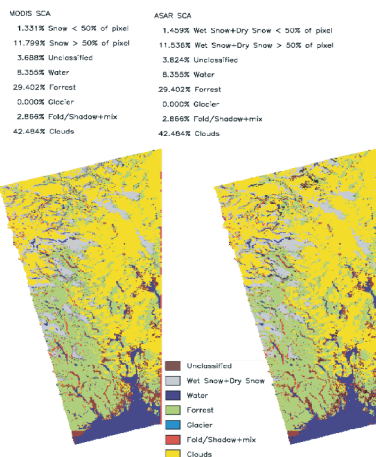 MODIS SCA
1.331% Snow < 50% of pixel
11.799% Snow > 50% of pixel
3.688% Unclassified
8.355% Water
29.402% Forrest
0.000% Glacier
2.866% Fold/Shadow+mix
42.484% Clouds
ASAR SCA
1.459% Wet Snow+Dry Snow < 50% of pixel
11.536% Wet Snow+Dry Snow > 50% of pixel
3.824% Unclassified
8.355% Water
29.402% Forrest
0.000% Glacier
2.866% Fold/Shadow+mix
42.484% Clouds
Unclassified
Wet Snow+Dry Snow
Water
Forrest
Glacier
Fold/Shadow+mix
Clouds